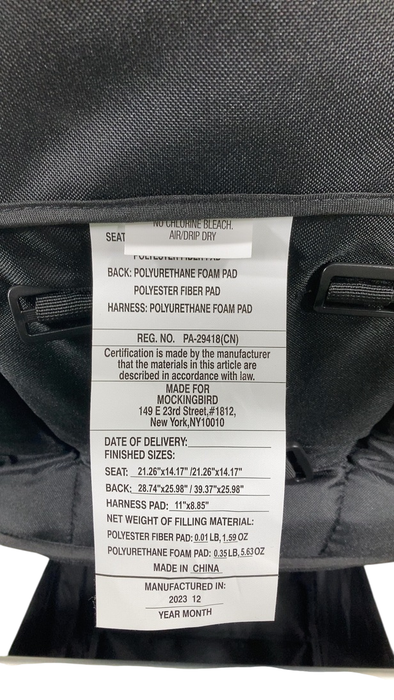 NO CHLORINE BLEACH.
AIR/DRIP DRY
SEAT
POLYESTER FIBER PAD
BACK: POLYURETHANE FOAM PAD
POLYESTER FIBER PAD
HARNESS: POLYURETHANE FOAM PAD
REG. NO. PA-29418(CN)
Certification is made by the manufacturer
that the materials in this article are
described in accordance with law.
MADE FOR
MOCKINGBIRD
149 E 23rd Street,#1812,
New York,NY10010
DATE OF DELIVERY:
FINISHED SIZES:
SEAT: 21.26"x14.17" /21.26"x14.17"
BACK: 28.74"x25.98" / 39.37"x25.98"
HARNESS PAD: 11"x8.85"
NET WEIGHT OF FILLING MATERIAL:
POLYESTER FIBER PAD: 0.01 LB, 1.59 OZ
POLYURETHANE FOAM PAD: 0.35 LB, 5.63 OZ
MADE IN CHINA
MANUFACTURED IN:
2023 12
YEAR MONTH